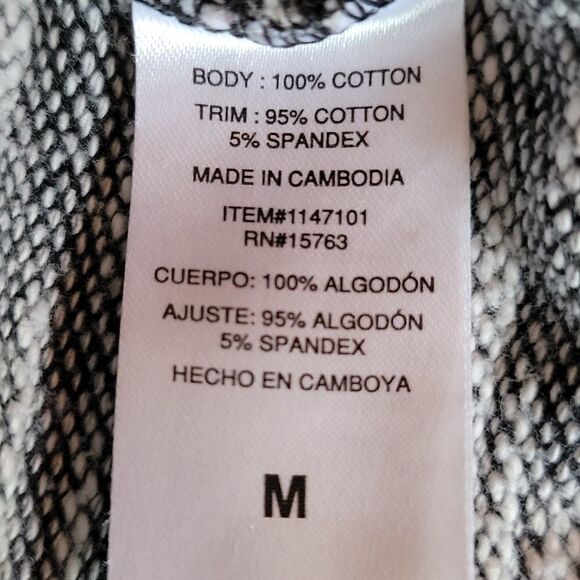 BODY : 100% COTTON
TRIM : 95% COTTON
5% SPANDEX
MADE IN CAMBODIA
ITEM#1147101
RN#15763
CUERPO: 100% ALGODÓN
AJUSTE: 95% ALGODÓN
5% SPANDEX
HECHO EN CAMBOYA
M